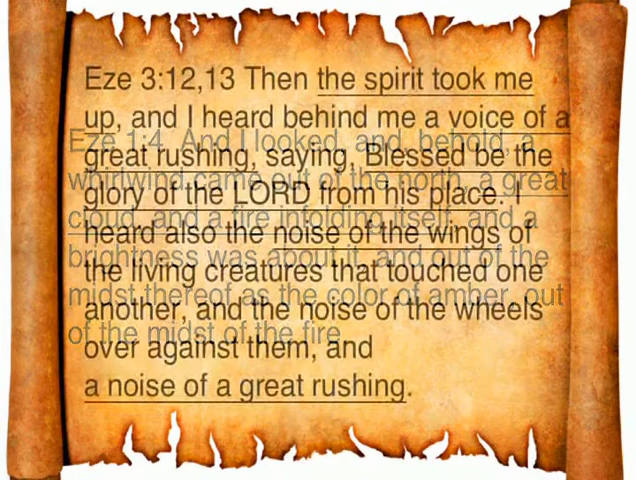 Eze 3:12,13 Then the spirit took me
up, and I heard behind me a voice of a
great rushing, saying, Blessed be the
glory of the LORD from his place. I
heard also the noise of the wings of
the living creatures that touched one
another, and the noise of the wheels
over against them, and
a noise of a great rushing.
Eze 1:4, And I looked, and, behold, a
whirlwind came out of the north, a great
cloud, and a fire infolding itself, and a
brightness was about it, and out of the
midst thereof as the color of amber, out
of the midst of the fire.